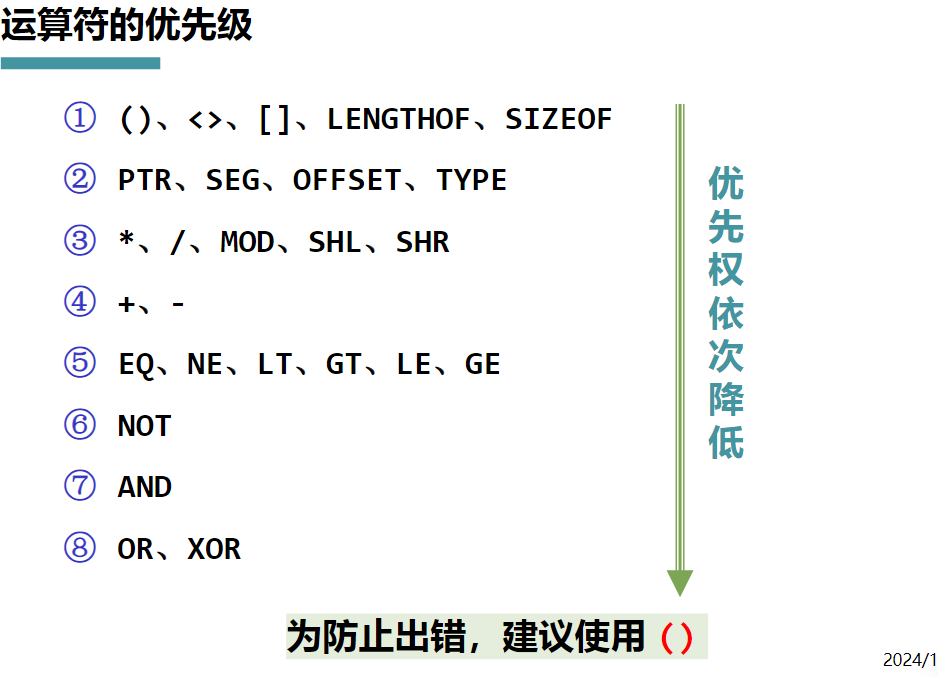 运算符的优先级
① ()、<>、[]、LENGTHOF、SIZEOF
② PTR、SEG、OFFSET、TYPE
③ *、/、MOD、SHL、SHR
④ +、-
⑤ EQ、NE、LT、GT、LE、GE
⑥ NOT
⑦ AND
⑧ OR、XOR
优先权依次降低
为防止出错，建议使用（）
2024/1